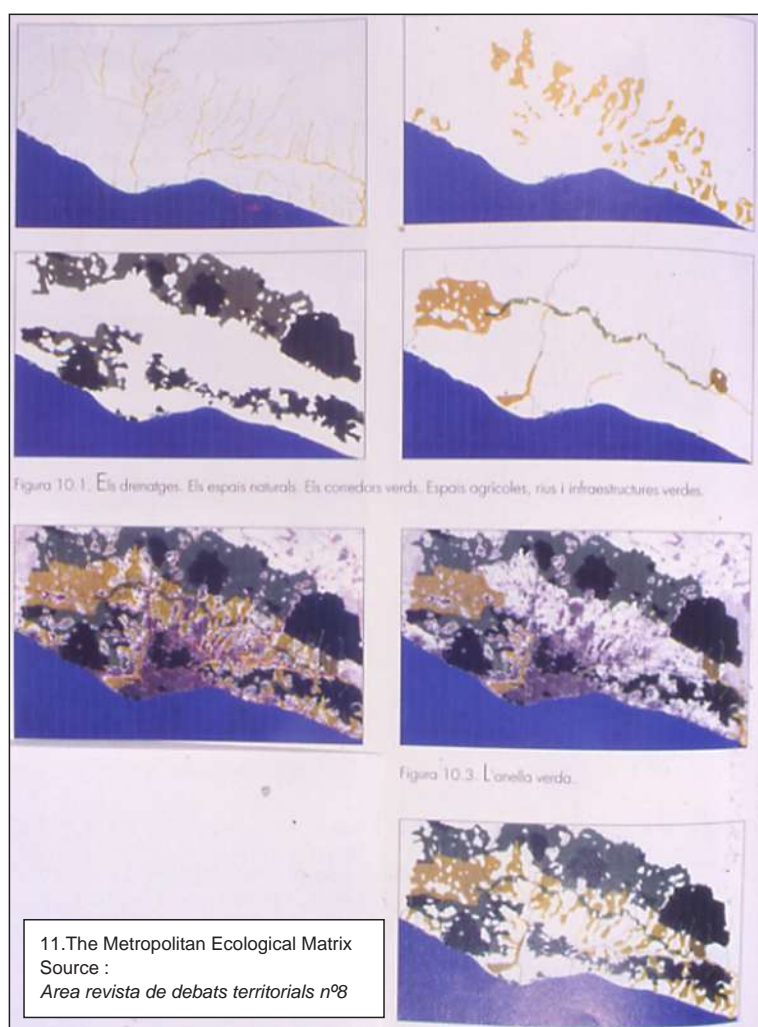 Figura 10.1. Els drenatges. Els espais naturals. Els corredors verds. Espais agrícoles, rius i infraestructures verdes.
Figura 10.3. L'anella verda.
11.The Metropolitan Ecological Matrix
Source :
Area revista de debats territorials nº8